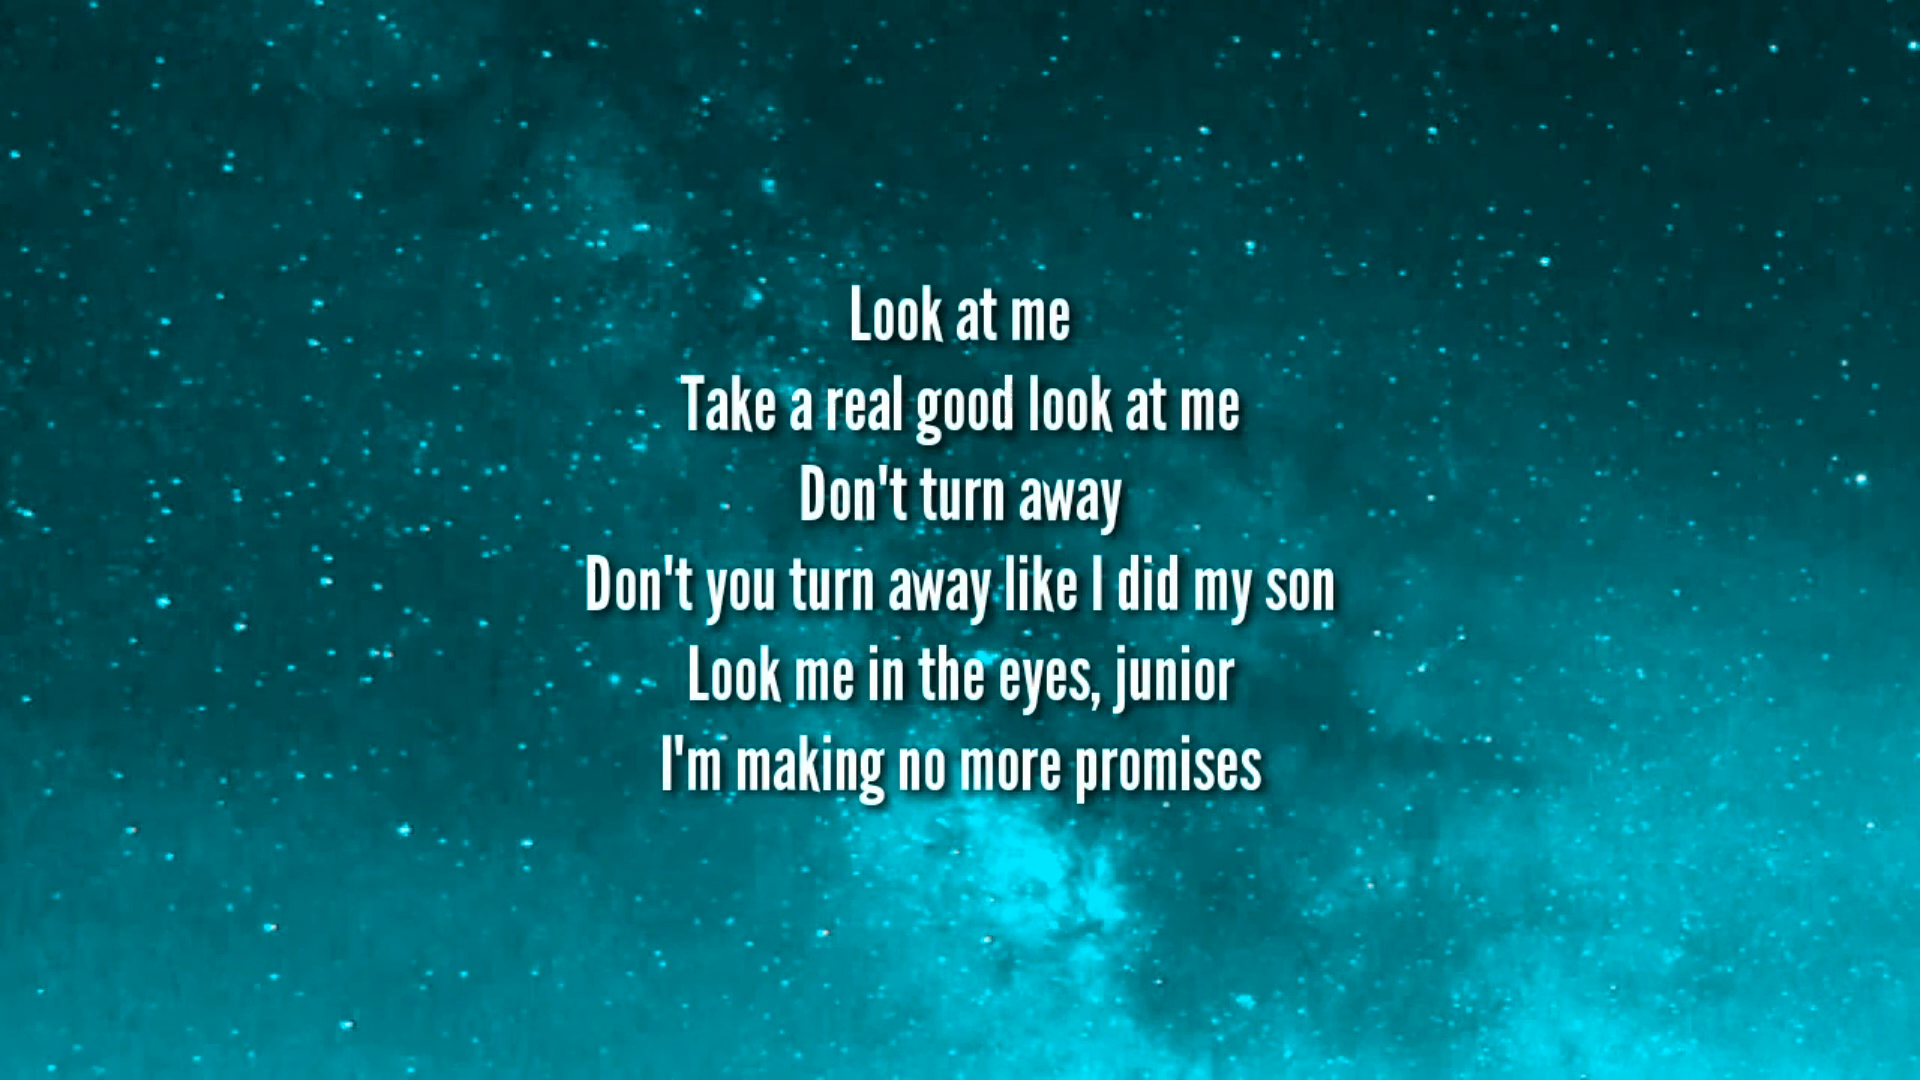 Look at me
Take a real good look at me
Don't turn away
Don't you turn away like I did my son
Look me in the eyes, junior
I'm making no more promises